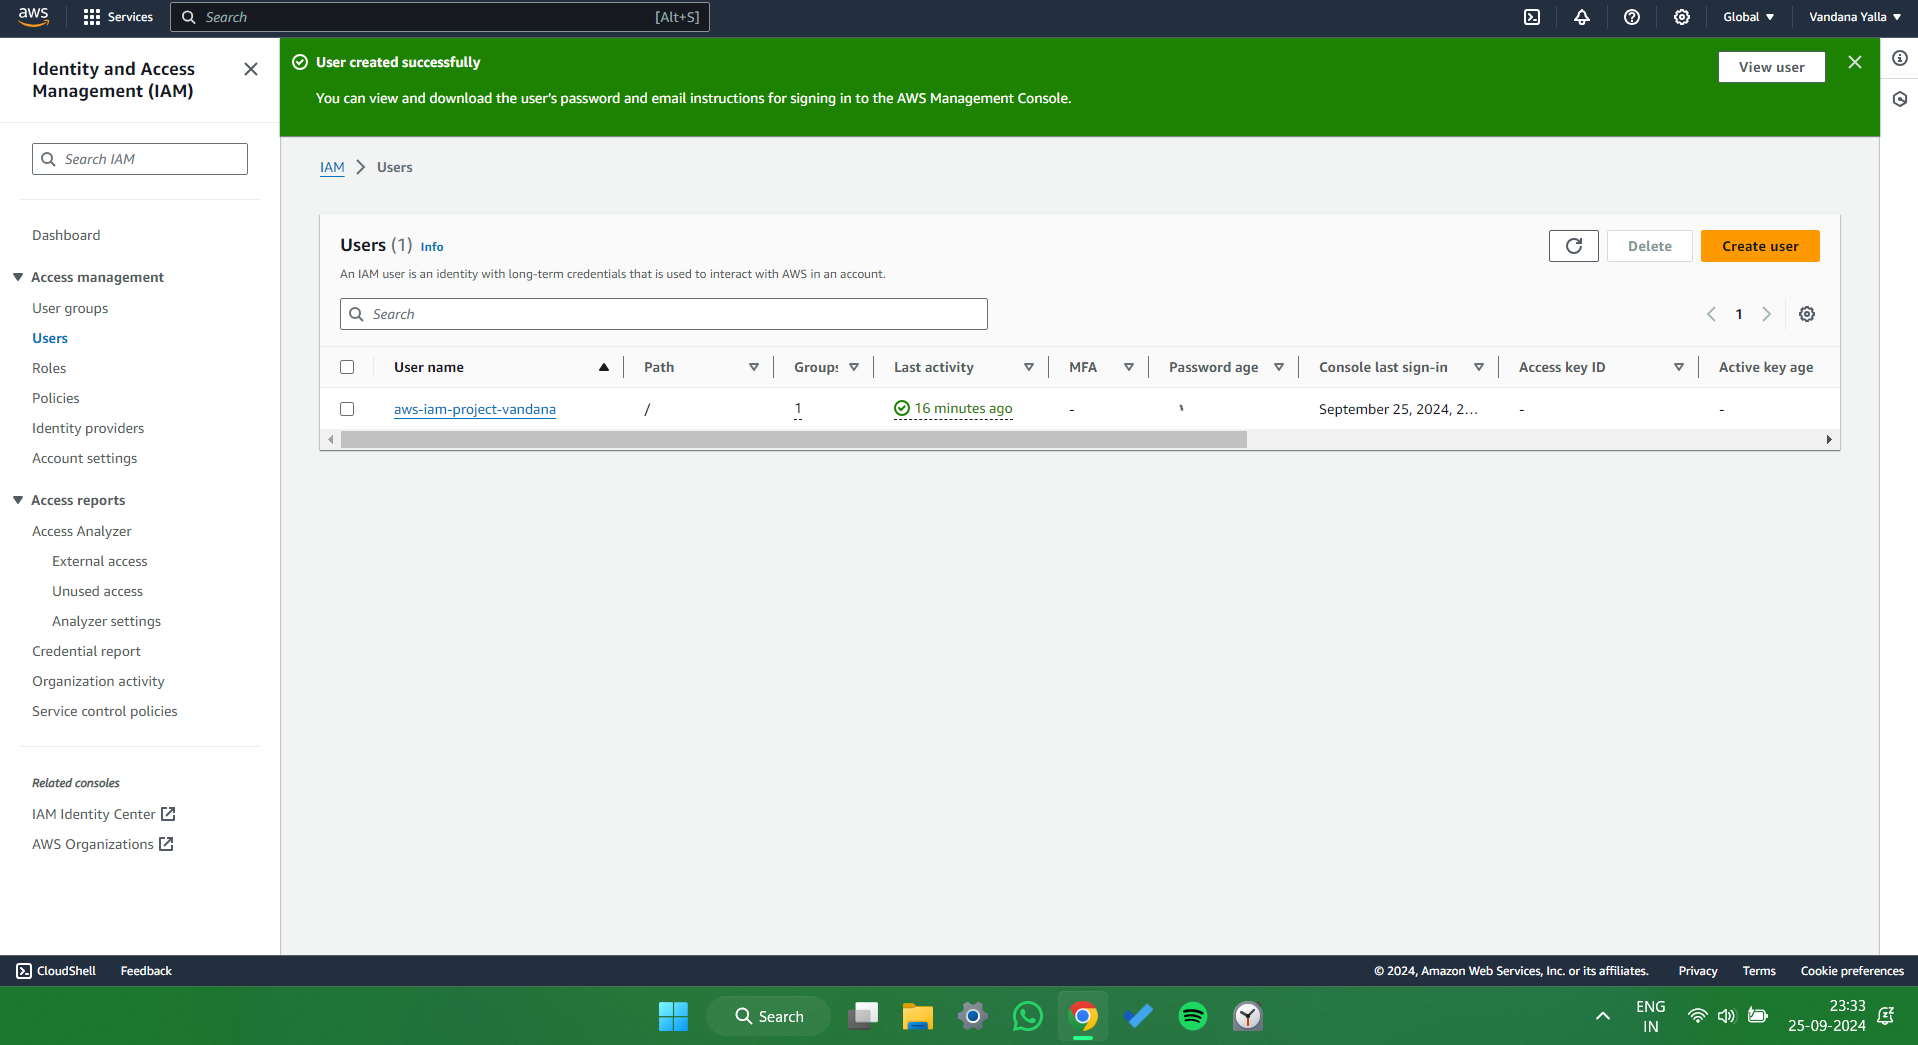 aws
Services
Search
[Alt+S]
Global
Vandana Yalla
Identity and Access
Management (IAM)
Search IAM
Dashboard
Access management
User groups
Users
Roles
Policies
Identity providers
Account settings
Access reports
Access Analyzer
External access
Unused access
Analyzer settings
Credential report
Organization activity
Service control policies
Related consoles
IAM Identity Center
AWS Organizations
User created successfully
You can view and download the user's password and email instructions for signing in to the AWS Management Console.
View user
IAM
Users
Users (1) Info
An IAM user is an identity with long-term credentials that is used to interact with AWS in an account.
Delete
Create user
Search
1
User name
Path
Groups
Last activity
MFA
Password age
Console last sign-in
Access key ID
Active key age
aws-iam-project-vandana
/
1
16 minutes ago
-
September 25, 2024, 2...
-
-
CloudShell
Feedback
© 2024, Amazon Web Services, Inc. or its affiliates.
Privacy
Terms
Cookie preferences
Search
ENG
IN
23:33
25-09-2024